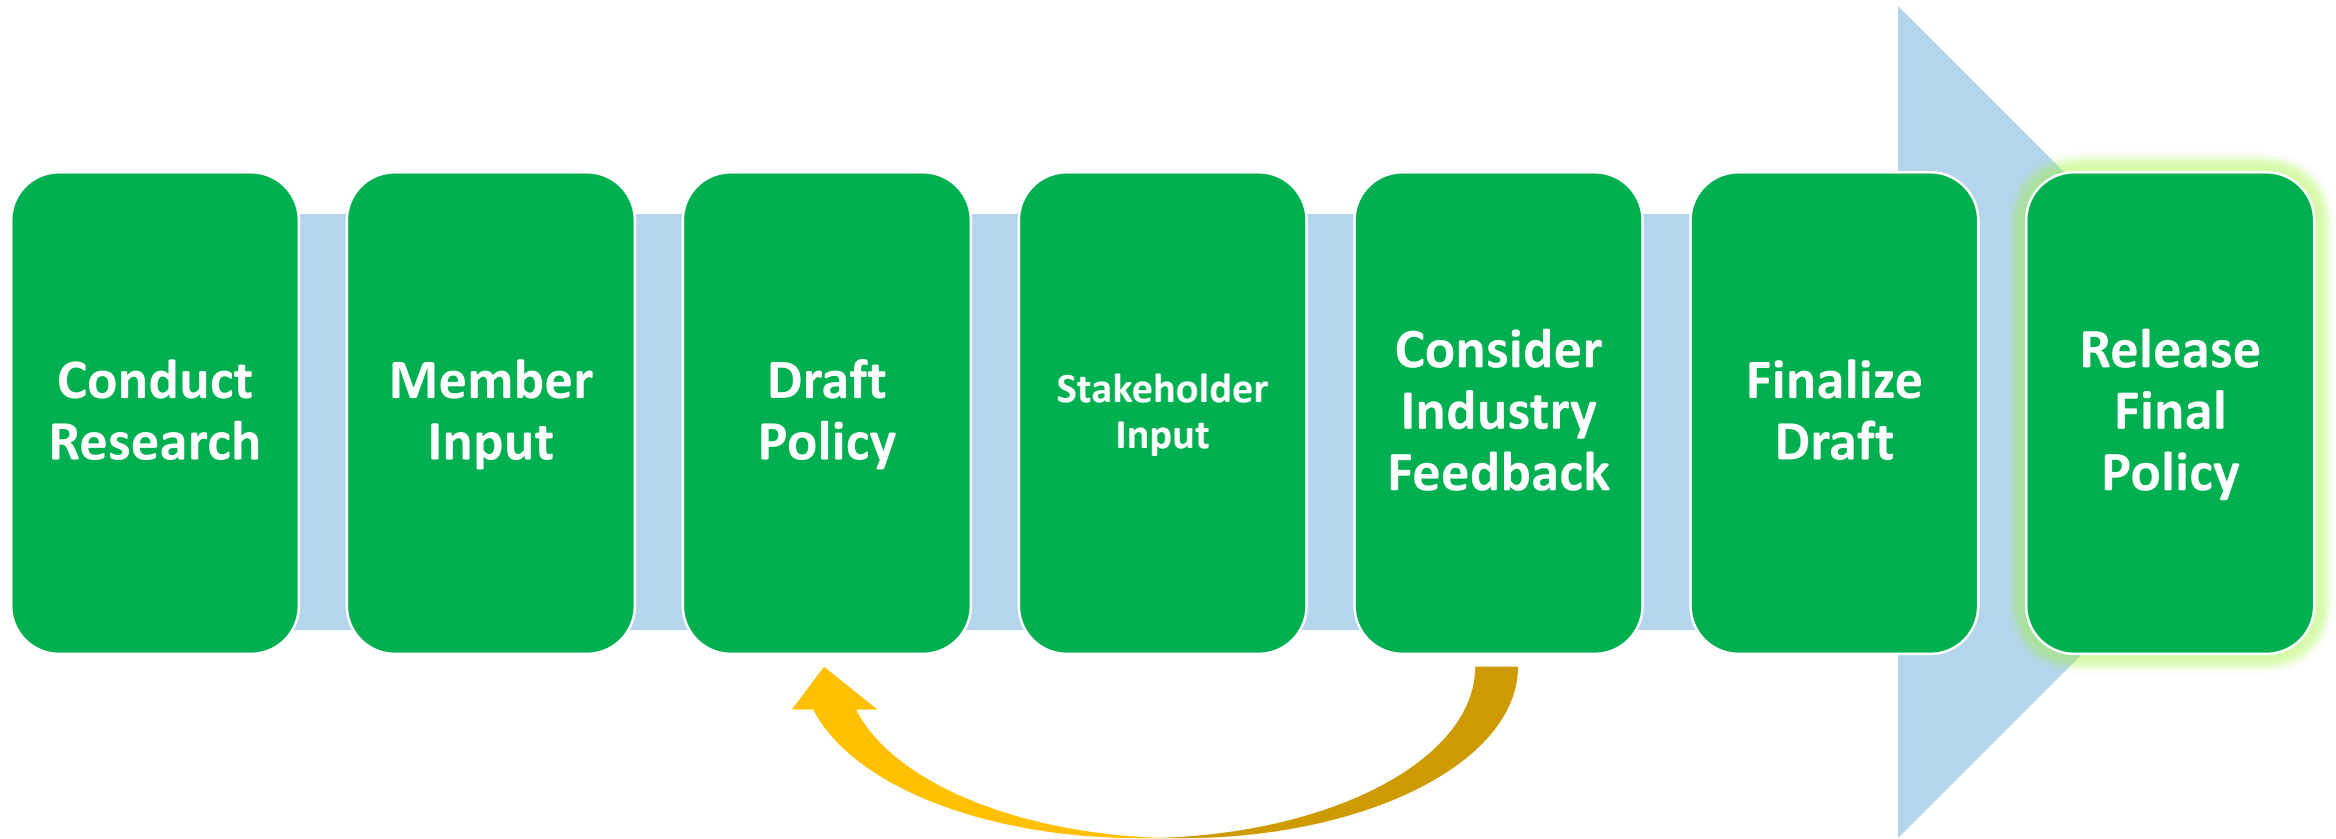 Conduct
Research
Member
Input
Draft
Policy
Stakeholder
Input
Consider
Industry
Feedback
Finalize
Draft
Release
Final
Policy